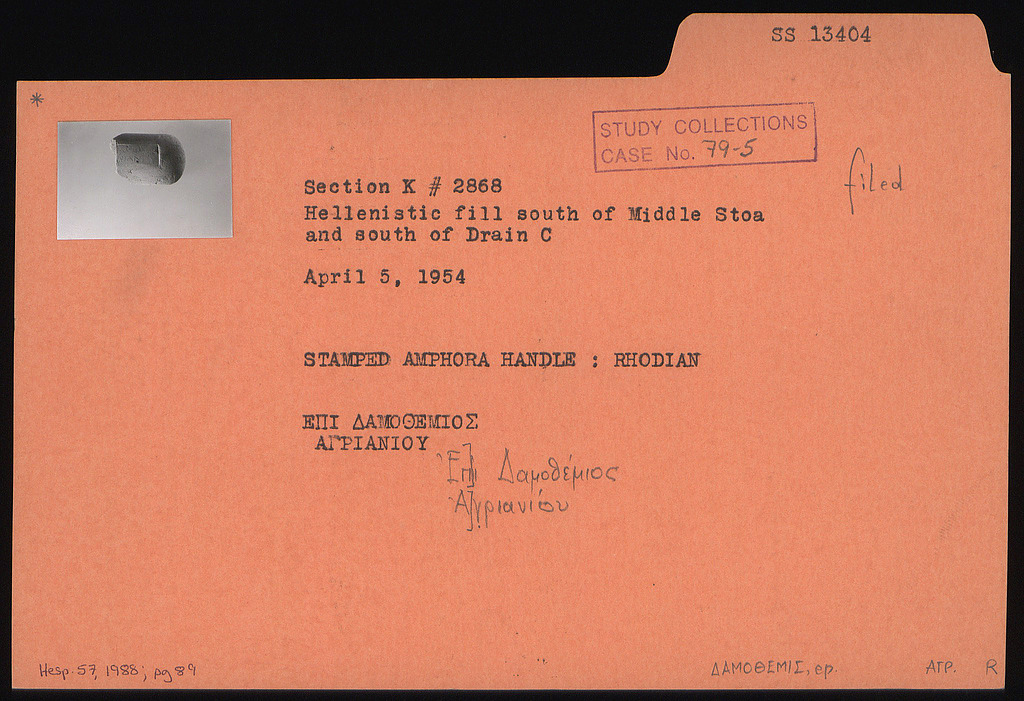 SS 13404
*
STUDY COLLECTIONS
CASE No. 79-5
filed
Section K # 2868
Hellenistic fill south of Middle Stoa
and south of Drain C
April 5, 1954
STAMPED AMPHORA HANDLE : RHODIAN
ΕΠΙ ΔΑΜΟΘΕΜΙΟΣ
ΑΓΡΙΑΝΙΟΥ
Ἐπ]ὶ Δαμοθέμιος
Ἀ]γριανίου
Hesp. 57, 1988; pg 89
ΔΑΜΟΘΕΜΙΣ, ep.
ΑΓΡ.
R